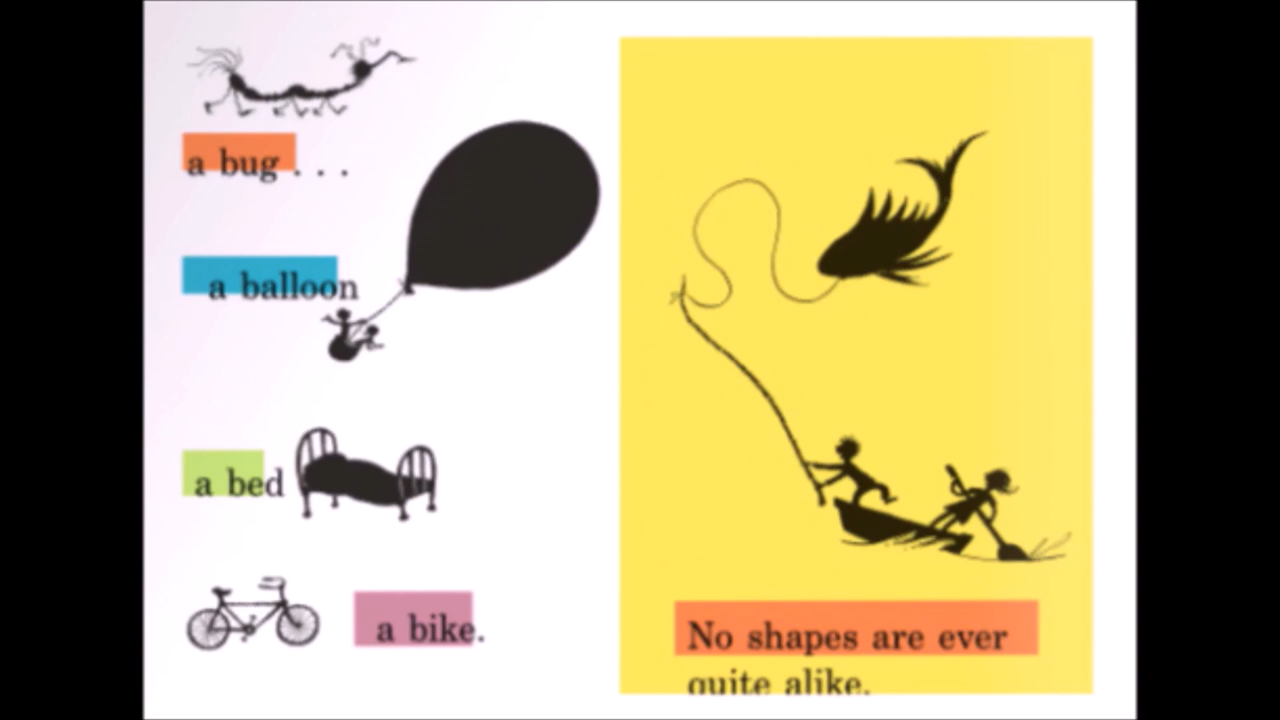 a bug . . .
a balloon
a bed
a bike.
No shapes are ever
quite alike.